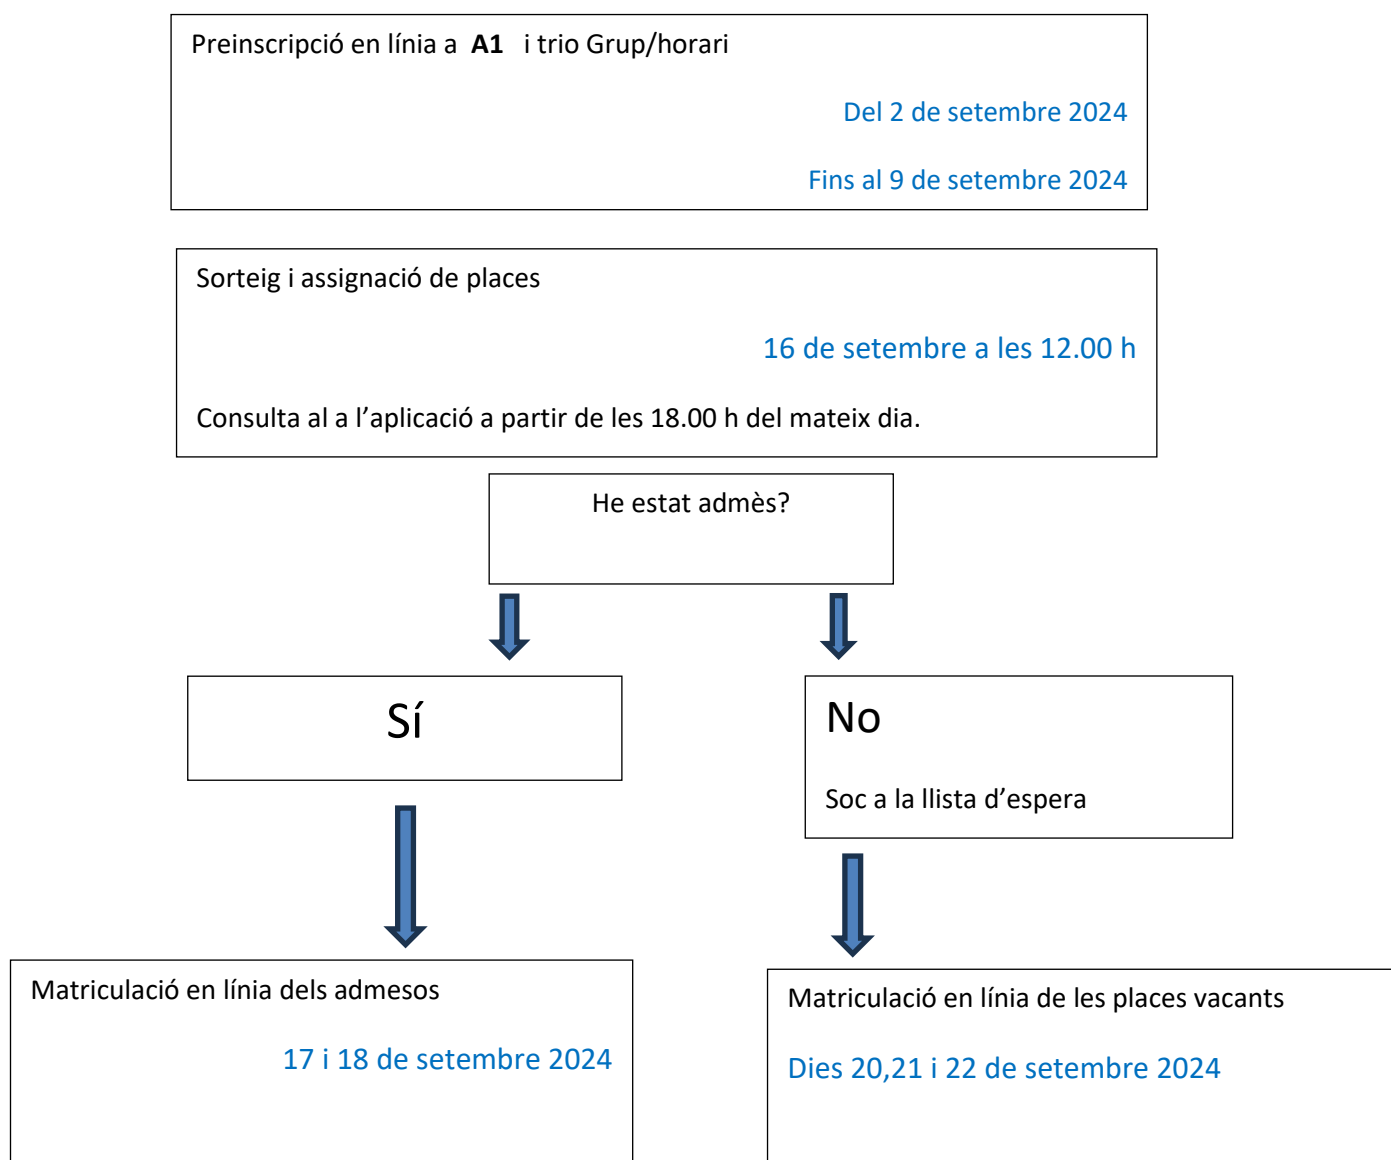 Preinscripció en línia a A1 i trio Grup/horari
Del 2 de setembre 2024
Fins al 9 de setembre 2024
Sorteig i assignació de places
16 de setembre a les 12.00 h
Consulta al a l’aplicació a partir de les 18.00 h del mateix dia.
He estat admès?
Sí
No
Soc a la llista d’espera
Matriculació en línia dels admesos
17 i 18 de setembre 2024
Matriculació en línia de les places vacants
Dies 20,21 i 22 de setembre 2024